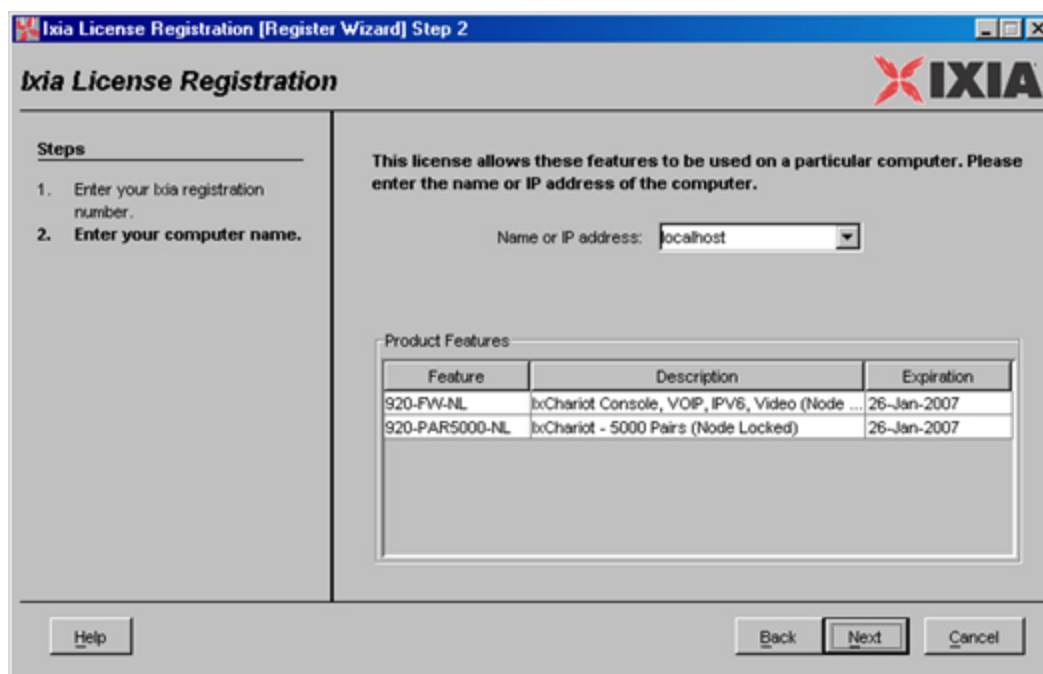 Ixia License Registration [Register Wizard] Step 2
Ixia License Registration
IXIA
Steps
1. Enter your Ixia registration
number.
2. Enter your computer name.
This license allows these features to be used on a particular computer. Please
enter the name or IP address of the computer.
Name or IP address: localhost
Product Features
Feature Description Expiration
920-FW-NL IxChariot Console, VOIP, IPV6, Video (Node ... 26-Jan-2007
920-PAR5000-NL IxChariot - 5000 Pairs (Node Locked) 26-Jan-2007
Help Back Next Cancel